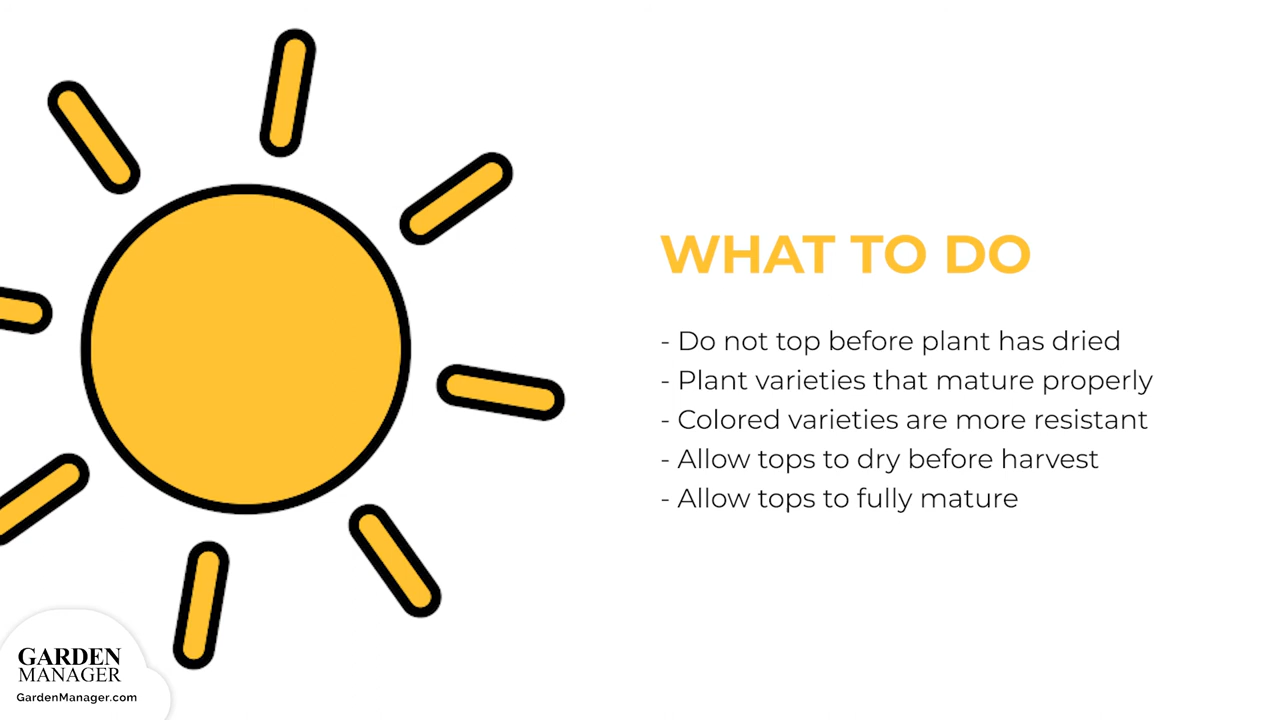 WHAT TO DO
- Do not top before plant has dried
- Plant varieties that mature properly
- Colored varieties are more resistant
- Allow tops to dry before harvest
- Allow tops to fully mature
GARDEN
MANAGER
GardenManager.com